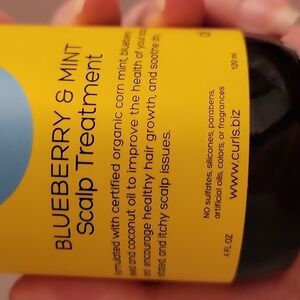 BLUEBERRY & MINT
Scalp Treatment
Formulated with certified organic corn mint, blueberry
seed and coconut oil to improve the health of your
and encourage healthy hair growth, and soothe dry,
irritated and itchy scalp issues.
NO sulfates, silicones, parabens,
artificial oils, colors, or fragrances
www.curls.biz
4 FL OZ
120 ml